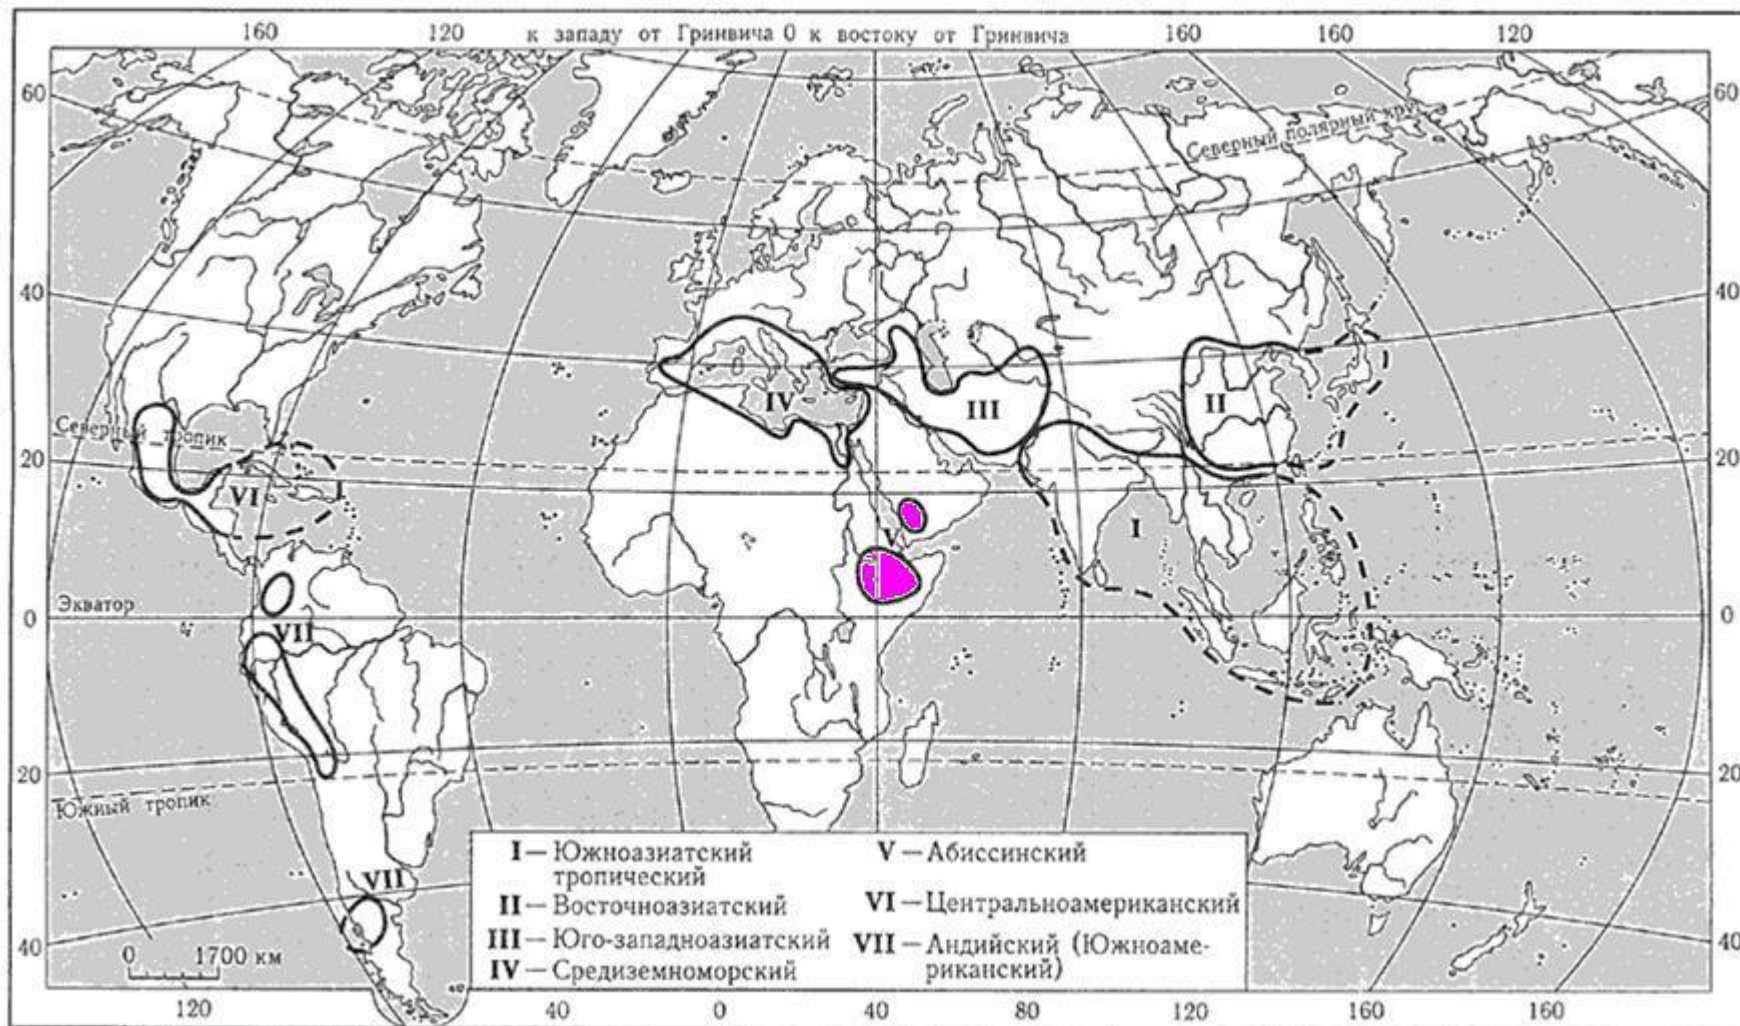 160 120 к западу от Гринвича 0 к востоку от Гринвича 160 160 120
60 60
Северный полярный круг
40 40
Северный тропик
20 20
IV III II
VI I
V
Экватор
0 0
VII
20 20
Южный тропик
VII
I — Южноазиатский
тропический
II — Восточноазиатский
III — Юго-западноазиатский
IV — Средиземноморский
V — Абиссинский
VI — Центральноамериканский
VII — Андийский (Южноаме-
риканский)
40 40
0 1700 км
120 40 0 40 80 120 160 160